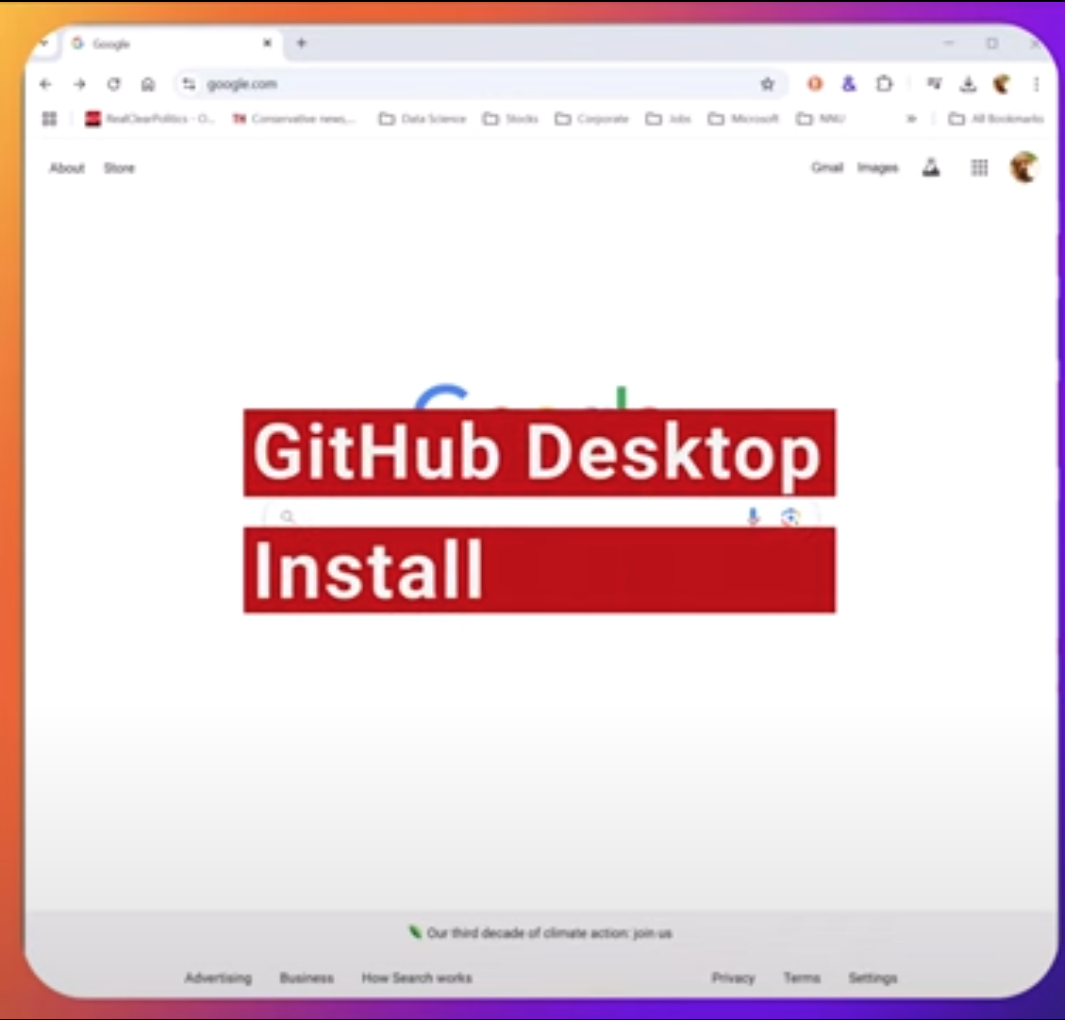 Google
google.com
RealClearPolitics - O... TH Conservative news,... Data Science Stocks Corporate Jobs Microsoft NNU » All Bookmarks
About Store Gmail Images
GitHub Desktop
Install
Our third decade of climate action: join us
Advertising Business How Search works Privacy Terms Settings